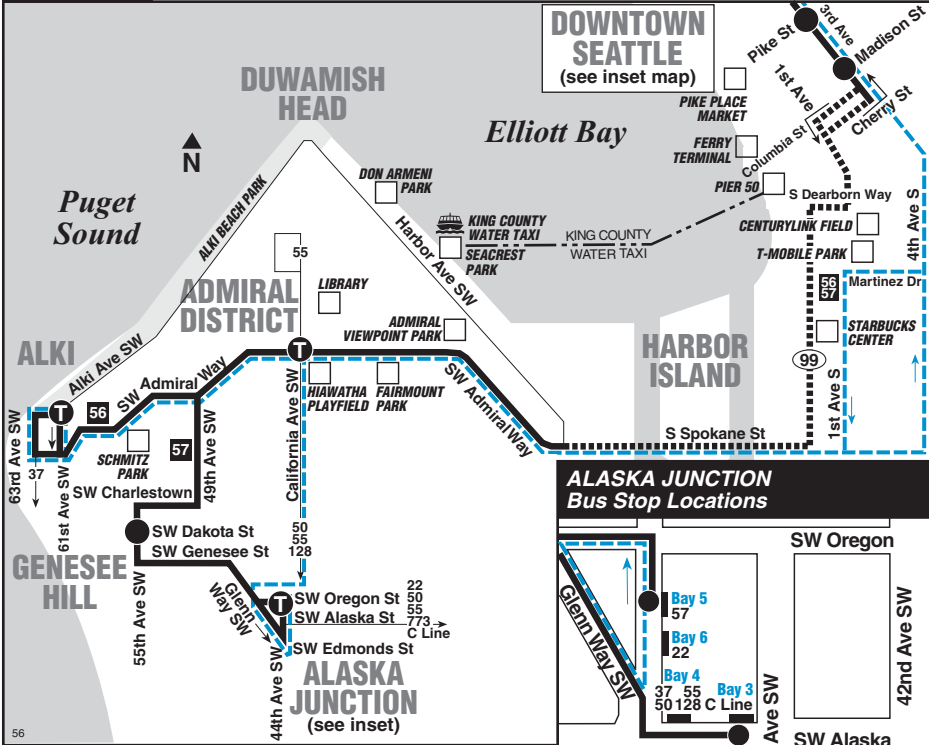 DOWNTOWN
SEATTLE
(see inset map)
Pike St
3rd Ave
Madison St
1st Ave
Cherry St
Columbia St
PIKE PLACE
MARKET
FERRY
TERMINAL
PIER 50
S Dearborn Way
CENTURYLINK FIELD
T-MOBILE PARK
4th Ave S
56
57
Martinez Dr
STARBUCKS
CENTER
99
1st Ave S
S Spokane St
HARBOR
ISLAND
DUWAMISH
HEAD
Elliott Bay
N
Puget
Sound
ALKI BEACH PARK
DON ARMENI
PARK
Harbor Ave SW
KING COUNTY
WATER TAXI
SEACREST
PARK
KING COUNTY
WATER TAXI
55
LIBRARY
ADMIRAL
DISTRICT
ADMIRAL
VIEWPOINT PARK
T
HIAWATHA
PLAYFIELD
FAIRMOUNT
PARK
SW Admiral Way
ALKI
Alki Ave SW
T
SW
Admiral
Way
56
57
SCHMITZ
PARK
63rd Ave SW
37
61st Ave SW
49th Ave SW
California Ave SW
SW Charlestown
SW Dakota St
SW Genesee St
GENESEE
HILL
55th Ave SW
50
55
128
Glenn
Way SW
T
SW Oregon St
SW Alaska St
SW Edmonds St
22
50
55
773
C Line
44th Ave SW
ALASKA
JUNCTION
(see inset)
56
ALASKA JUNCTION
Bus Stop Locations
SW Oregon
Glenn Way SW
Bay 5
57
Bay 6
22
Bay 4
37 55
50 128
Bay 3
C Line
Ave SW
42nd Ave SW
SW Alaska